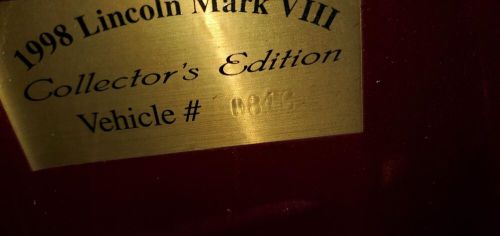 1998 Lincoln Mark VIII
Collector's Edition
Vehicle #